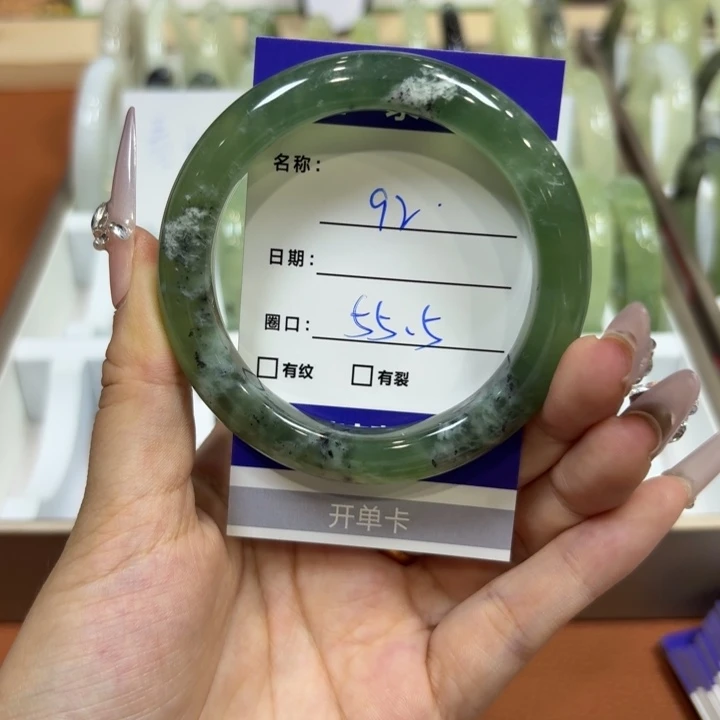 名称: 92.
日期:
圈口: 55.5
□有纹 □有裂
开单卡